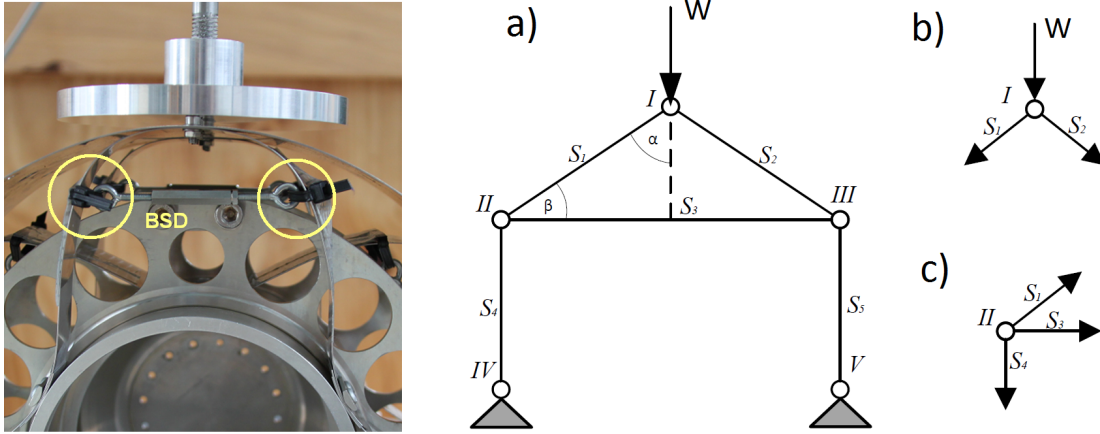 BSD
a)
W
I
S₁
α
S₂
II
β
S₃
III
S₄
S₅
IV
V
b)
W
I
S₁
S₂
c)
S₁
II
S₃
S₄